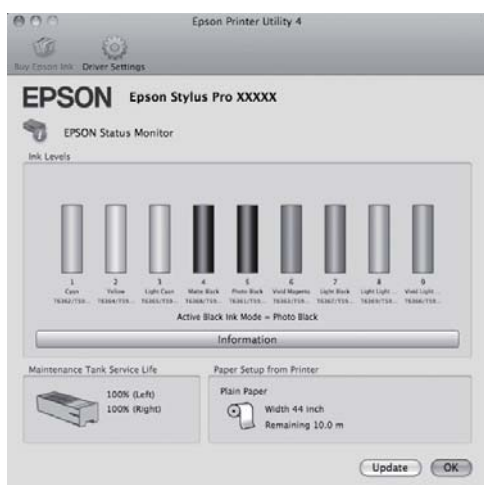 Epson Printer Utility 4
Buy Epson Ink Driver Settings
EPSON Epson Stylus Pro XXXXX
EPSON Status Monitor
Ink Levels
1 2 3 4 5 6 7 8 9
Cyan Yellow Light Cyan Matte Black Photo Black Vivid Magenta Light Black Light Light ... Vivid Light ...
Active Black Ink Mode = Photo Black
Information
Maintenance Tank Service Life Paper Setup from Printer
100% (Left)
100% (Right)
Plain Paper
Width 44 inch
Remaining 10.0 m
Update OK